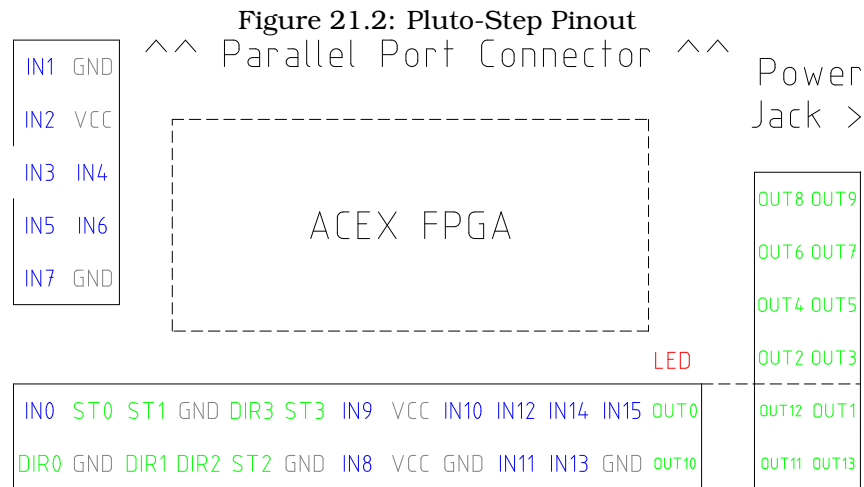 Figure 21.2: Pluto-Step Pinout
^^ Parallel Port Connector ^^
Power
Jack >
IN1 GND
IN2 VCC
IN3 IN4
IN5 IN6
IN7 GND
ACEX FPGA
OUT8 OUT9
OUT6 OUT7
OUT4 OUT5
OUT2 OUT3
OUT12 OUT1
OUT11 OUT13
LED
IN0 ST0 ST1 GND DIR3 ST3 IN9 VCC IN10 IN12 IN14 IN15 OUT0
DIR0 GND DIR1 DIR2 ST2 GND IN8 VCC GND IN11 IN13 GND OUT10